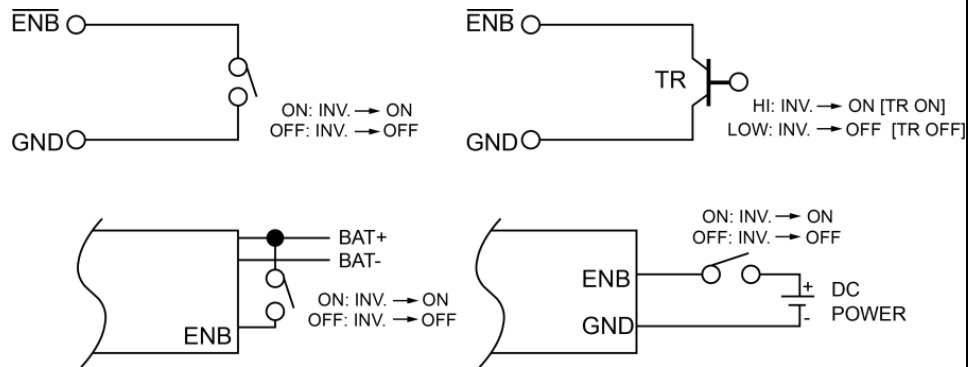 ENB
GND
ON: INV. → ON
OFF: INV. → OFF
ENB
TR
GND
HI: INV. → ON [TR ON]
LOW: INV. → OFF [TR OFF]
BAT+
BAT-
ENB
ON: INV. → ON
OFF: INV. → OFF
ON: INV. → ON
OFF: INV. → OFF
ENB
GND
+ DC
- POWER